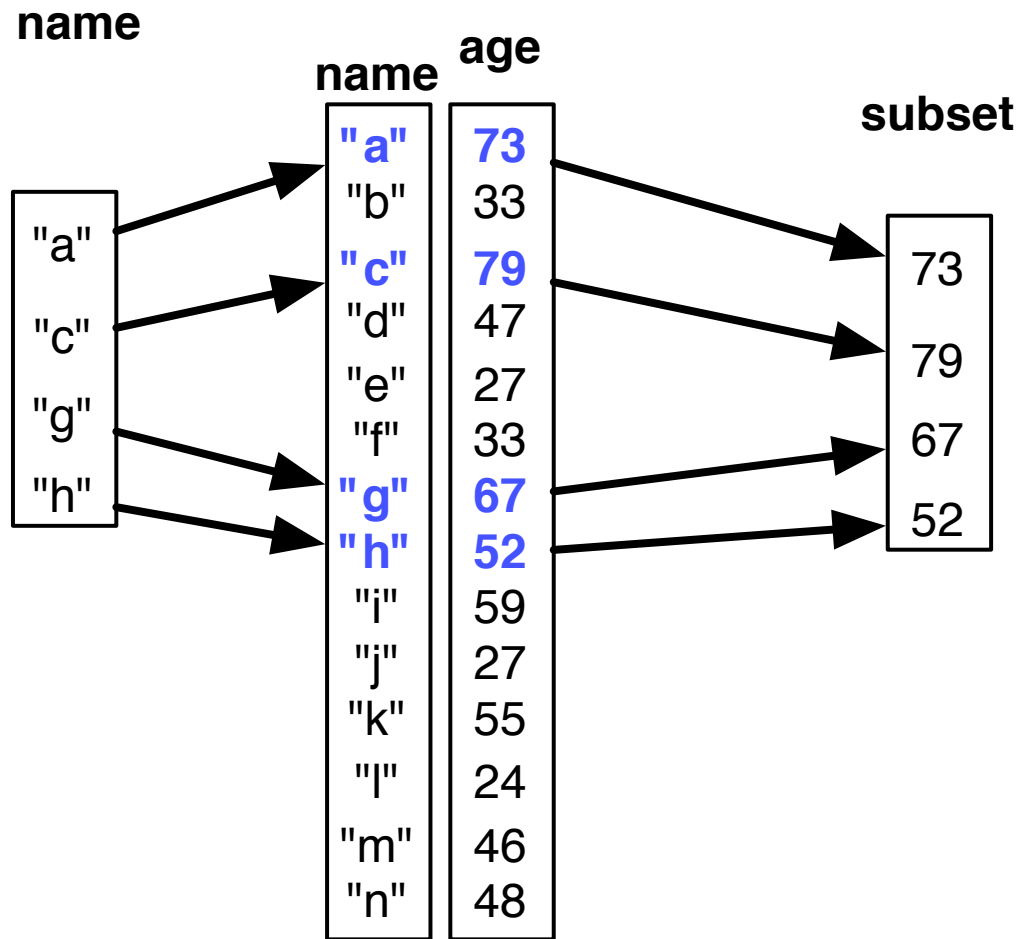 name
name age
subset
"a"
"c"
"g"
"h"
"a" 73
"b" 33
"c" 79
"d" 47
"e" 27
"f" 33
"g" 67
"h" 52
"i" 59
"j" 27
"k" 55
"l" 24
"m" 46
"n" 48
73
79
67
52